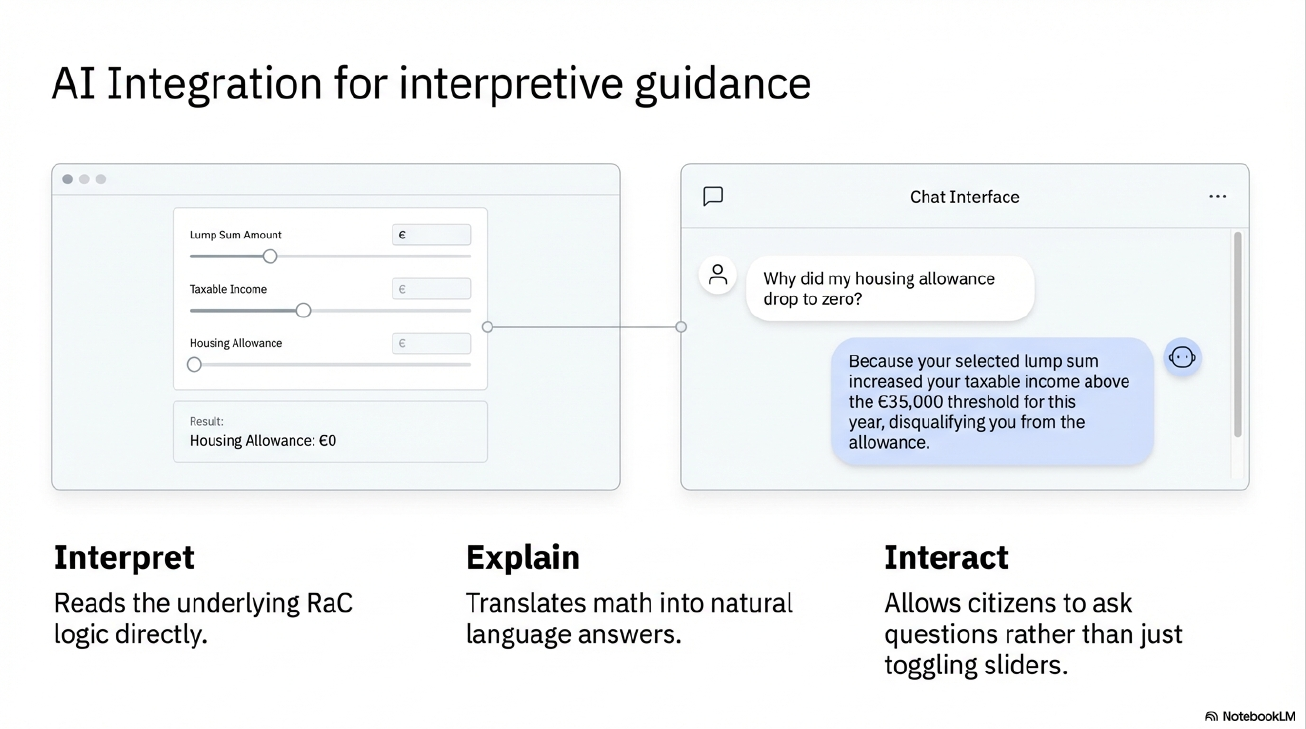 AI Integration for interpretive guidance
Lump Sum Amount
€
Taxable Income
€
Housing Allowance
€
Result:
Housing Allowance: €0
Chat Interface
Why did my housing allowance
drop to zero?
Because your selected lump sum
increased your taxable income above
the €35,000 threshold for this
year, disqualifying you from the
allowance.
Interpret
Reads the underlying RaC
logic directly.
Explain
Translates math into natural
language answers.
Interact
Allows citizens to ask
questions rather than just
toggling sliders.
NotebookLM